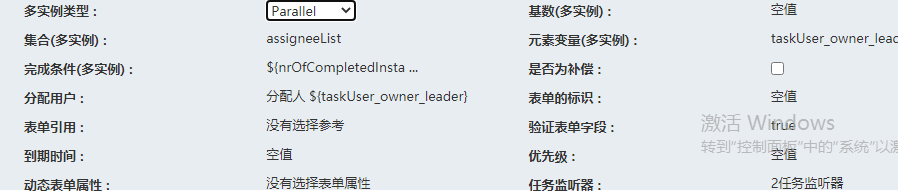 多实例类型： Parallel 基数(多实例)： 空值
集合(多实例)： assigneeList 元素变量(多实例)： taskUser_owner_lea
完成条件(多实例)： ${nrOfCompletedInsta ... 是否为补偿：
分配用户： 分配人 ${taskUser_owner_leader} 表单的标识： 空值
表单引用： 没有选择参考 验证表单字段： true
激活 Windows
到期时间： 空值 优先级： 空值
转到"控制面板"中的"系统"以激
动态表单属性： 没有选择表单属性 任务监听器： 2任务监听器